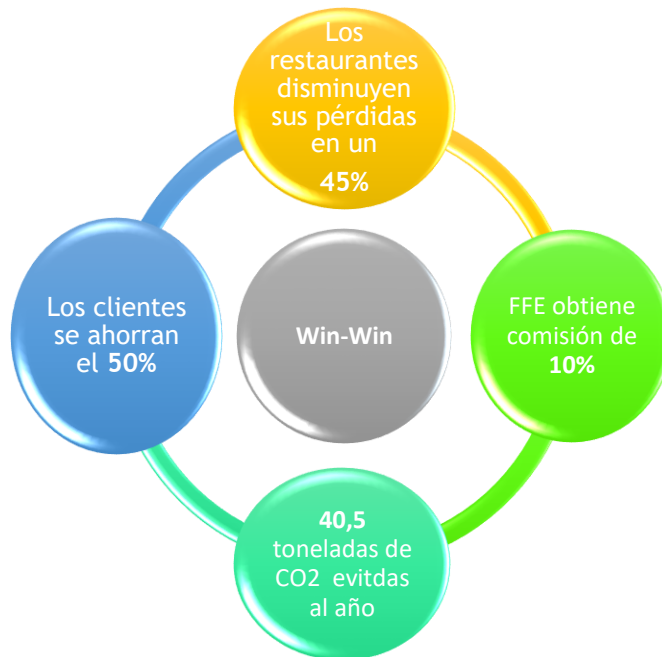 Los
restaurantes
disminuyen
sus pérdidas
en un
45%
Los clientes
se ahorran
el 50%
Win-Win
FFE obtiene
comisión de
10%
40,5
toneladas de
CO2 evitdas
al año